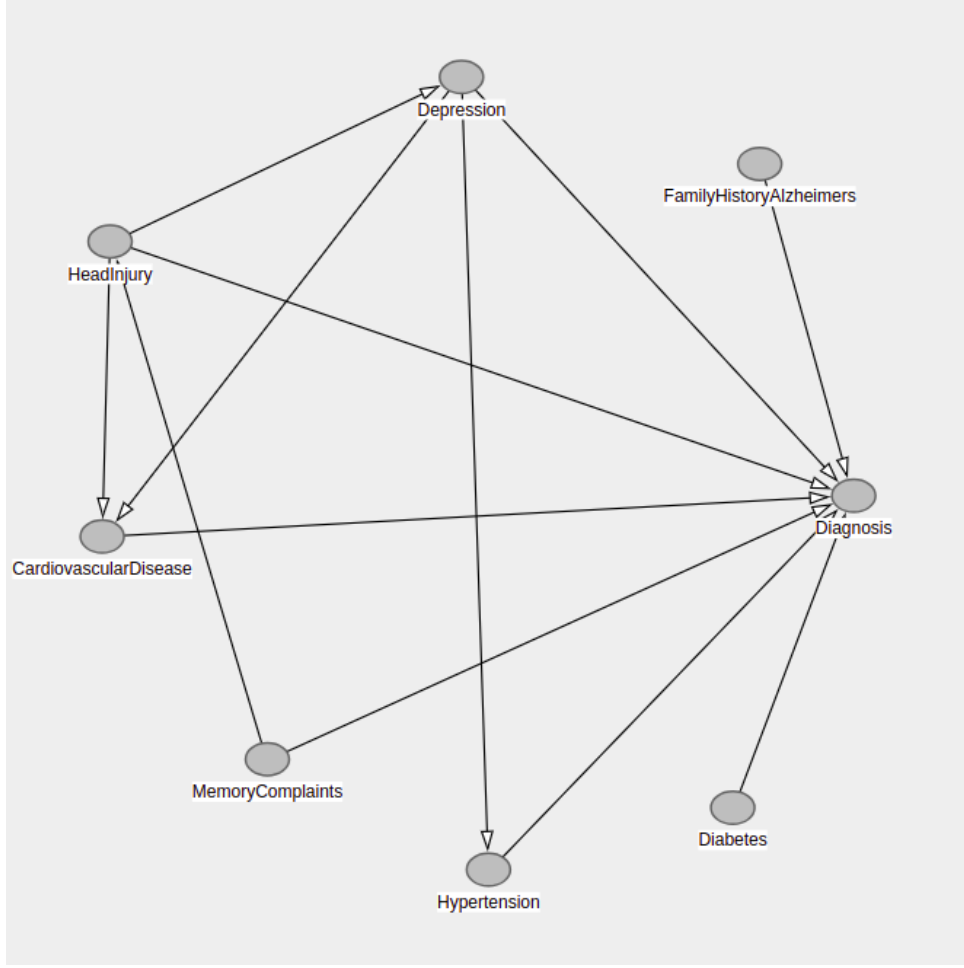 Depression
FamilyHistoryAlzheimers
HeadInjury
Diagnosis
CardiovascularDisease
MemoryComplaints
Diabetes
Hypertension